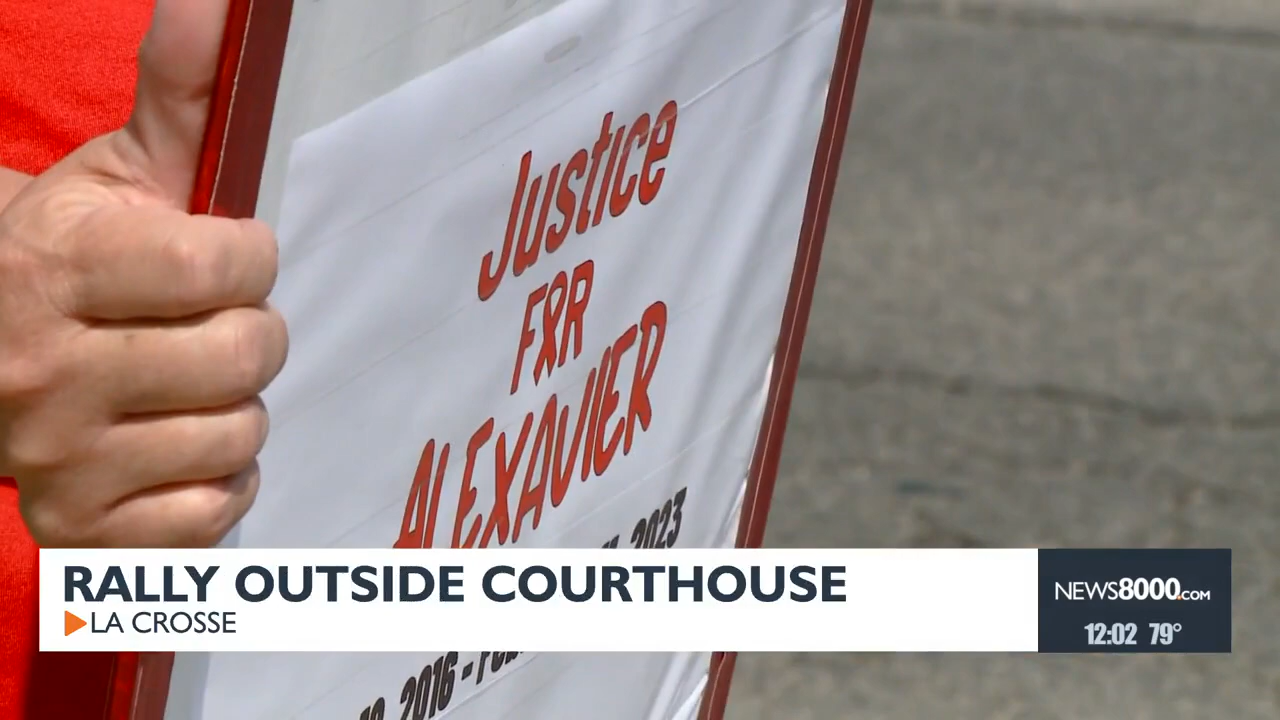 Justice
FOR
ALEXAVIER
2023
2016 -
RALLY OUTSIDE COURTHOUSE
LA CROSSE
NEWS8000.COM
12:02 79°